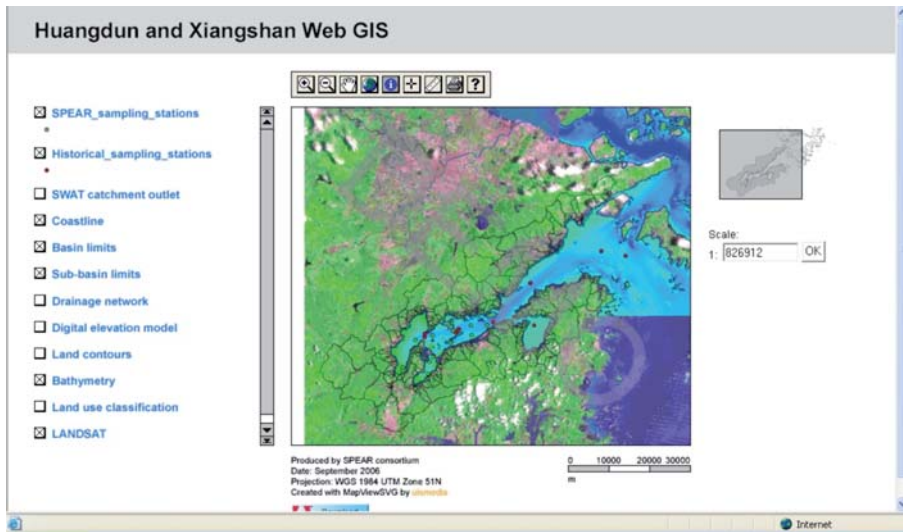 Huangdun and Xiangshan Web GIS
SPEAR_sampling_stations
Historical_sampling_stations
SWAT catchment outlet
Coastline
Basin limits
Sub-basin limits
Drainage network
Digital elevation model
Land contours
Bathymetry
Land use classification
LANDSAT
?
Scale:
1: 826912 OK
Produced by SPEAR consortium
Date: September 2006
Projection: WGS 1984 UTM Zone 51N
Created with MapViewSVG by uismedia
0 10000 20000 30000
m
Internet